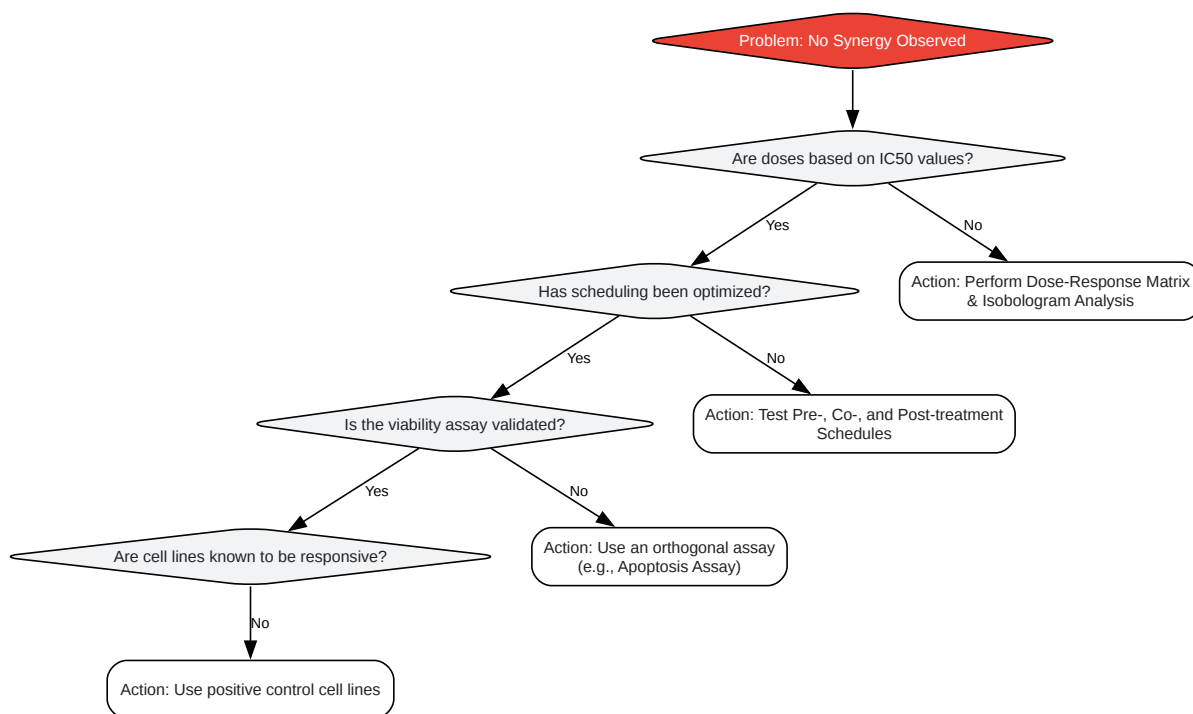 Problem: No Synergy Observed
Are doses based on IC50 values?
Yes
No
Has scheduling been optimized?
Action: Perform Dose-Response Matrix
& Isobologram Analysis
Yes
No
Is the viability assay validated?
Action: Test Pre-, Co-, and Post-treatment
Schedules
Yes
No
Are cell lines known to be responsive?
Action: Use an orthogonal assay
(e.g., Apoptosis Assay)
No
Action: Use positive control cell lines